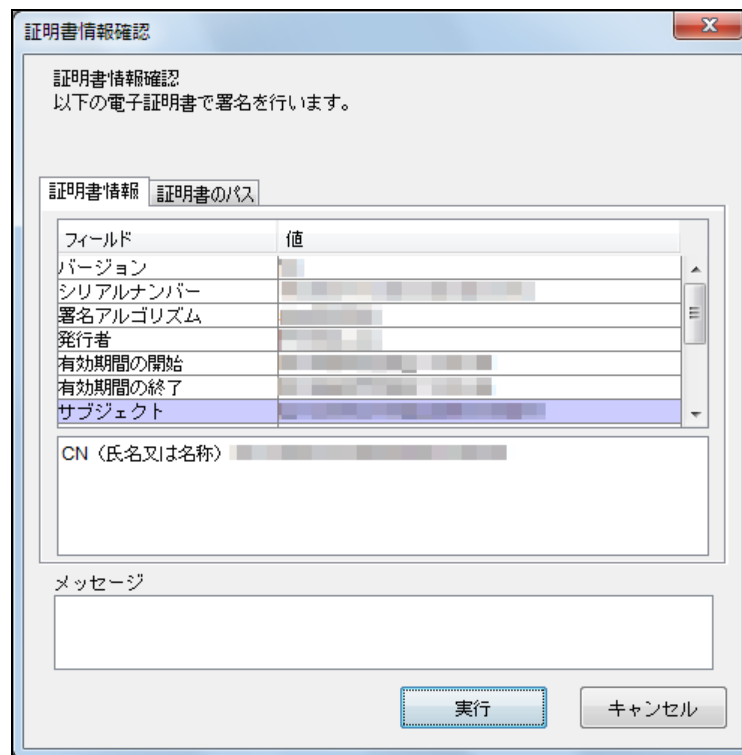 証明書情報確認
証明書情報確認
以下の電子証明書で署名を行います。
証明書情報 証明書のパス
フィールド 値
バージョン
シリアルナンバー
署名アルゴリズム
発行者
有効期間の開始
有効期間の終了
サブジェクト
CN（氏名又は名称）
メッセージ
実行 キャンセル